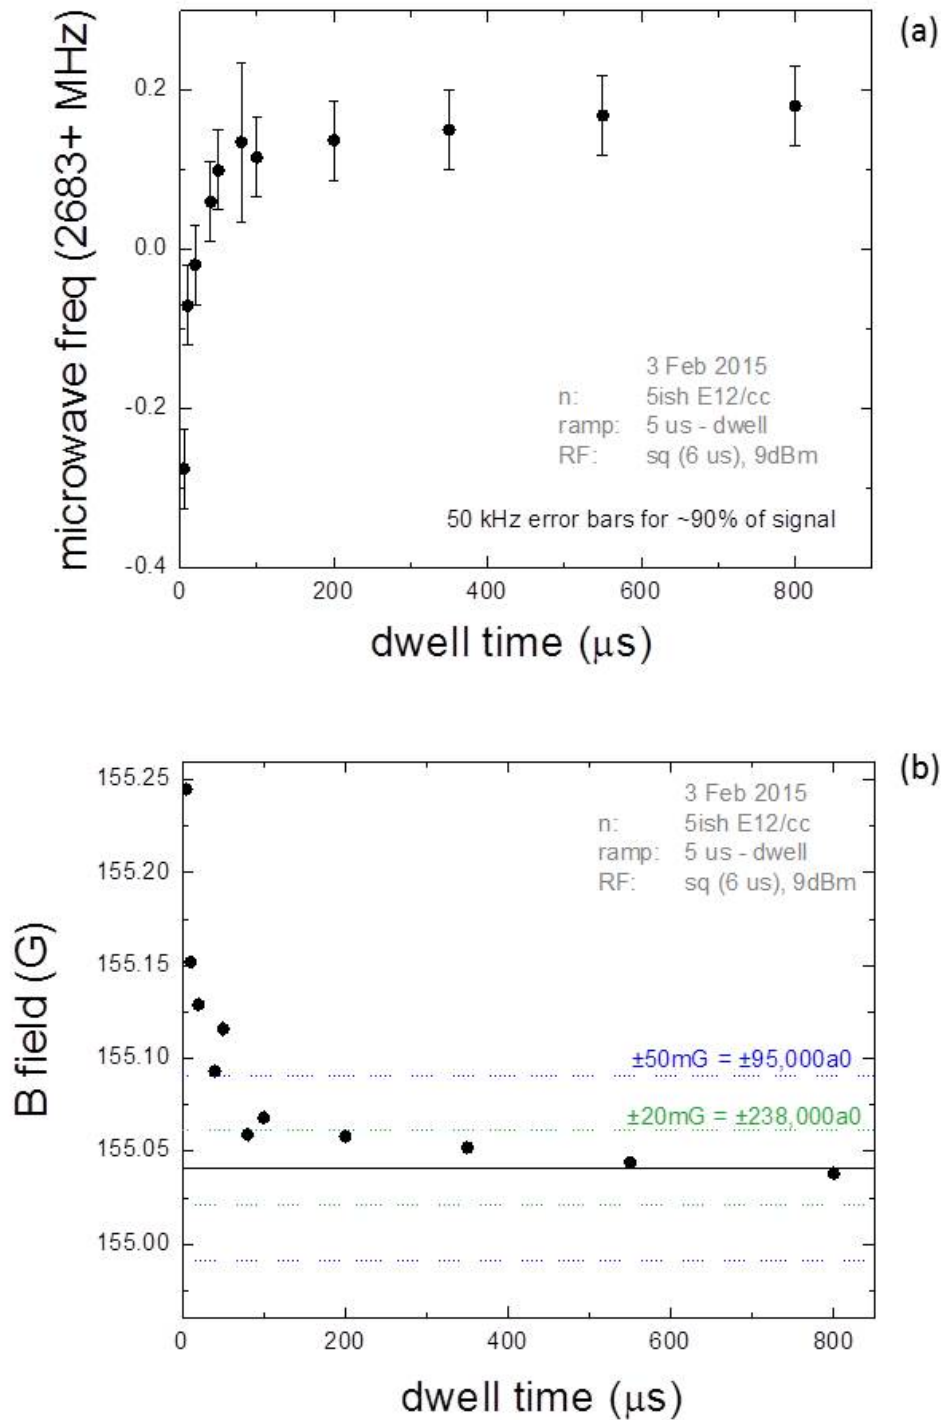 (a)
microwave freq (2683+ MHz)
0.2
0.0
-0.2
-0.4
3 Feb 2015
n: 5ish E12/cc
ramp: 5 us - dwell
RF: sq (6 us), 9dBm
50 kHz error bars for ~90% of signal
0 200 400 600 800
dwell time (μs)
(b)
B field (G)
155.25
155.20
155.15
155.10
155.05
155.00
3 Feb 2015
n: 5ish E12/cc
ramp: 5 us - dwell
RF: sq (6 us), 9dBm
±50mG = ±95,000a0
±20mG = ±238,000a0
0 200 400 600 800
dwell time (μs)